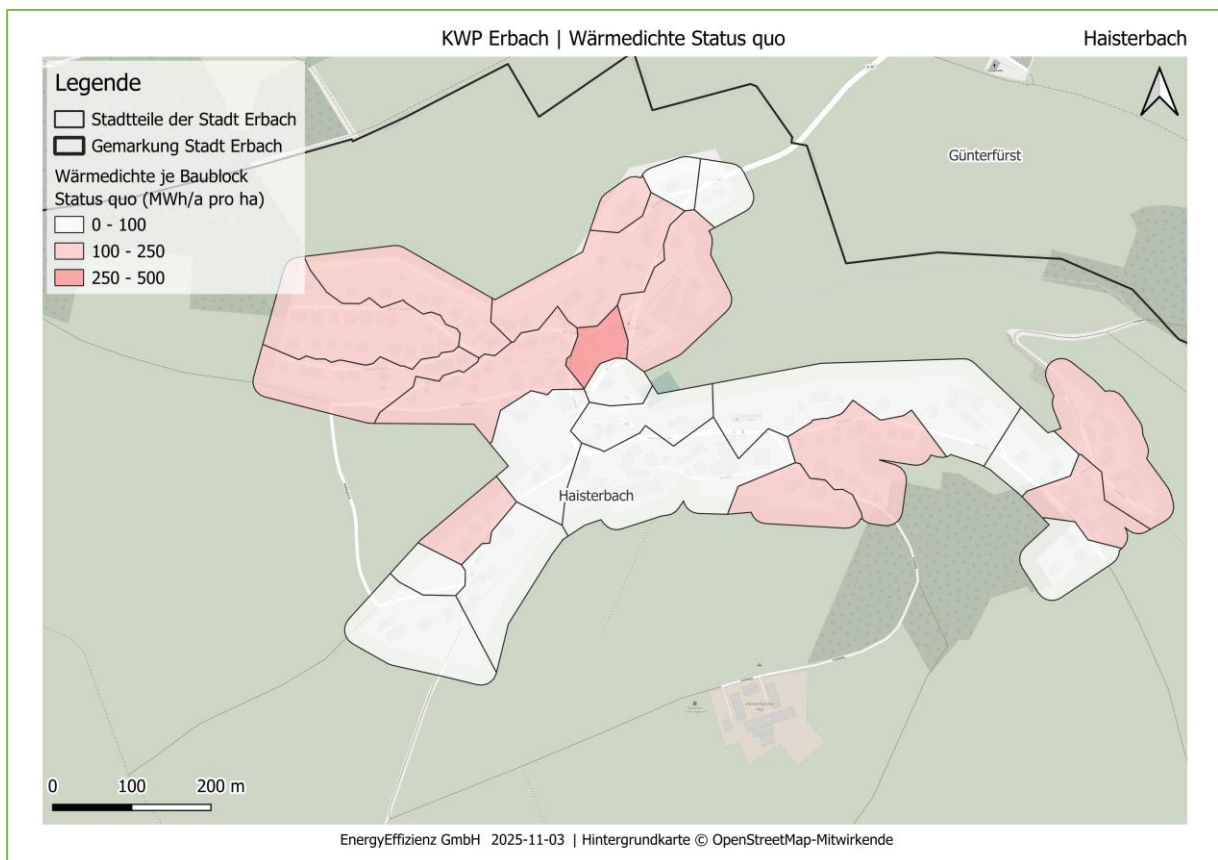 KWP Erbach | Wärmedichte Status quo
Haisterbach
Legende
Stadtteile der Stadt Erbach
Gemarkung Stadt Erbach
Wärmedichte je Baublock
Status quo (MWh/a pro ha)
0 - 100
100 - 250
250 - 500
Günterfürst
Haisterbach
0 100 200 m
EnergyEffizienz GmbH 2025-11-03 | Hintergrundkarte © OpenStreetMap-Mitwirkende